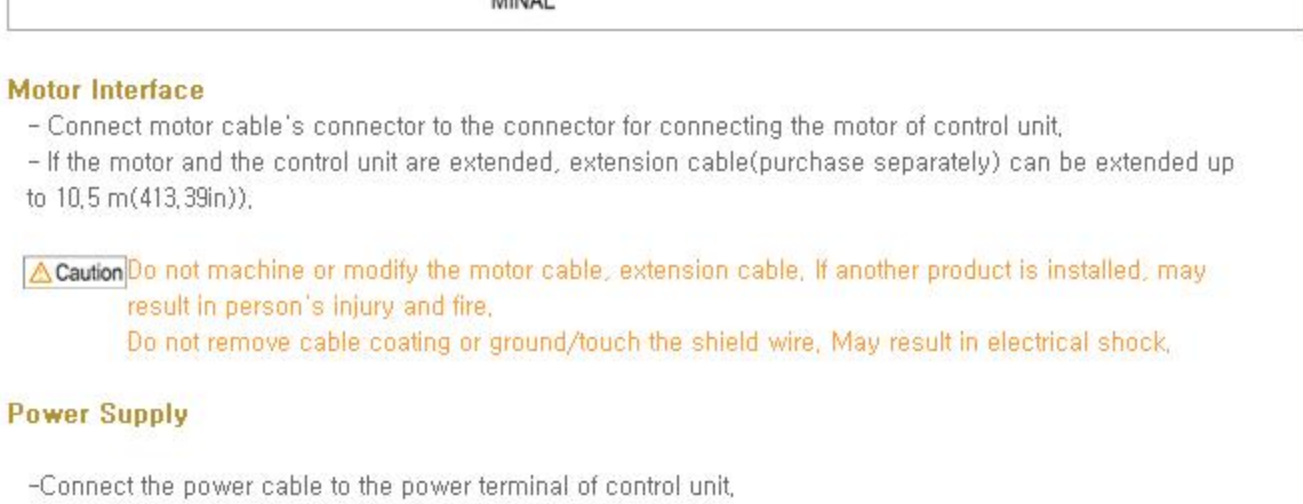 MINAL
Motor Interface
- Connect motor cable's connector to the connector for connecting the motor of control unit.
- If the motor and the control unit are extended, extension cable(purchase separately) can be extended up
to 10.5 m(413.39in)).
Caution Do not machine or modify the motor cable, extension cable. If another product is installed, may
result in person's injury and fire.
Do not remove cable coating or ground/touch the shield wire. May result in electrical shock.
Power Supply
-Connect the power cable to the power terminal of control unit.